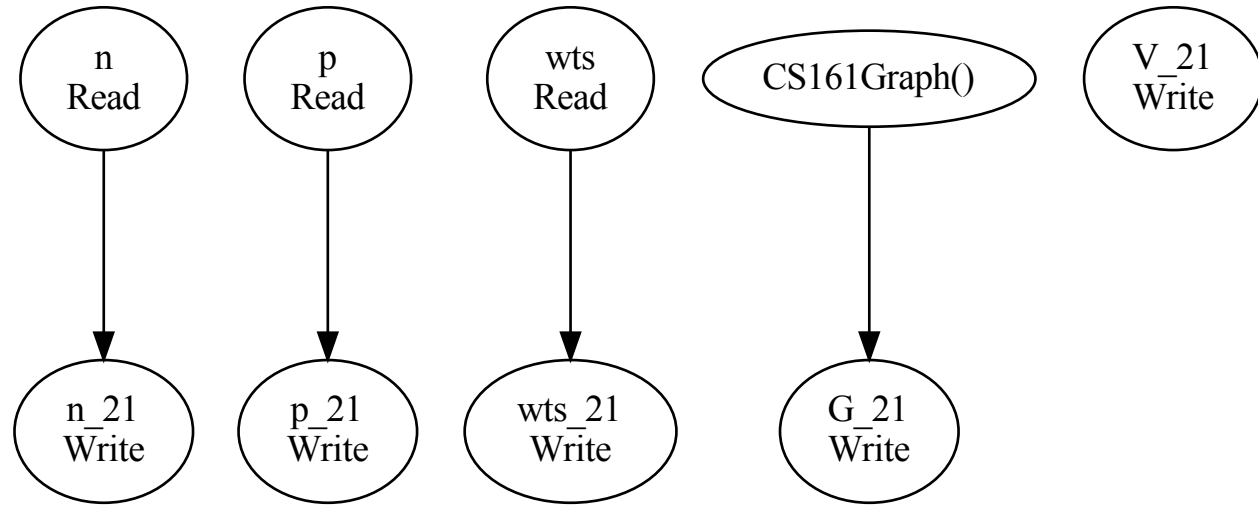 n
Read
p
Read
wts
Read
CS161Graph()
V_21
Write
n_21
Write
p_21
Write
wts_21
Write
G_21
Write